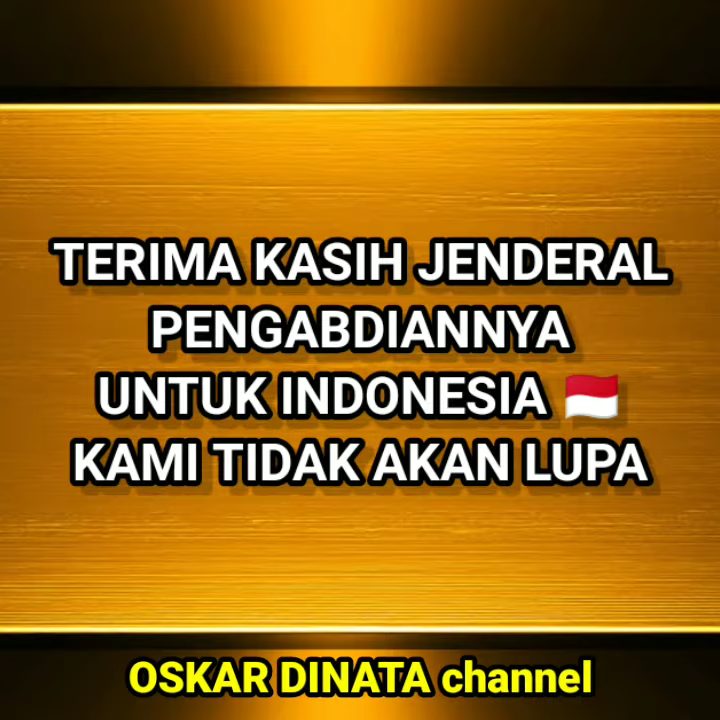 TERIMA KASIH JENDERAL
PENGABDIANNYA
UNTUK INDONESIA 🇮🇩
KAMI TIDAK AKAN LUPA
OSKAR DINATA channel